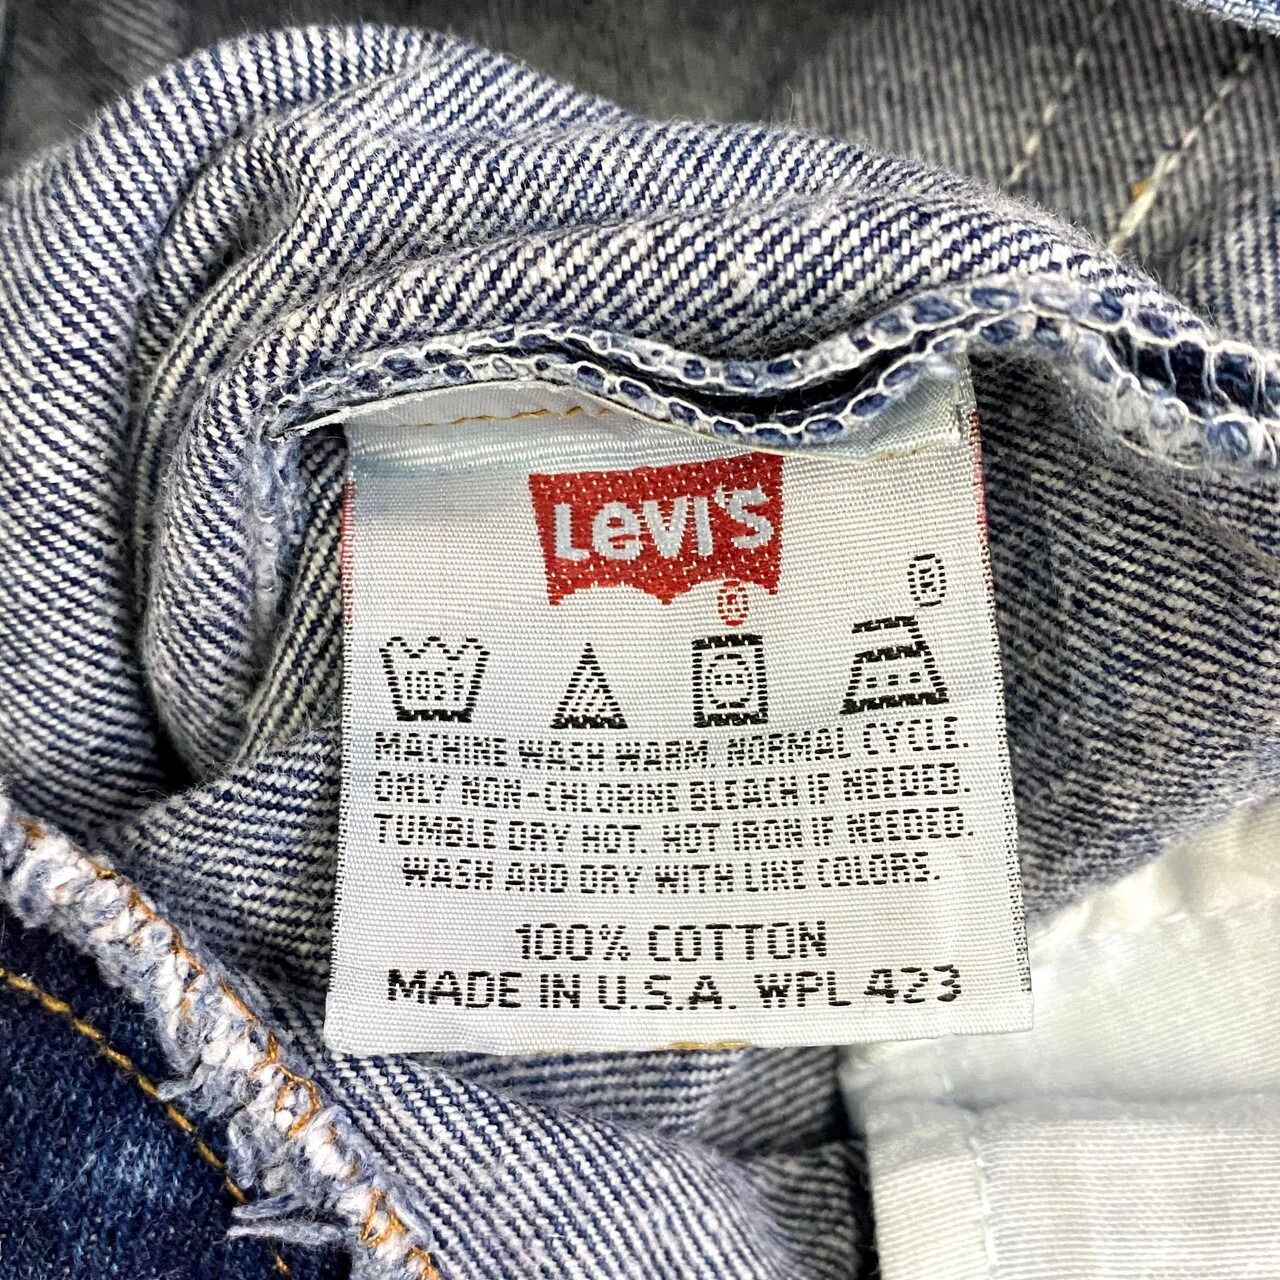 LEVI'S
®
®
105°
MACHINE WASH WARM. NORMAL CYCLE.
ONLY NON-CHLORINE BLEACH IF NEEDED.
TUMBLE DRY HOT. HOT IRON IF NEEDED.
WASH AND DRY WITH LIKE COLORS.
100% COTTON
MADE IN U.S.A. WPL 423